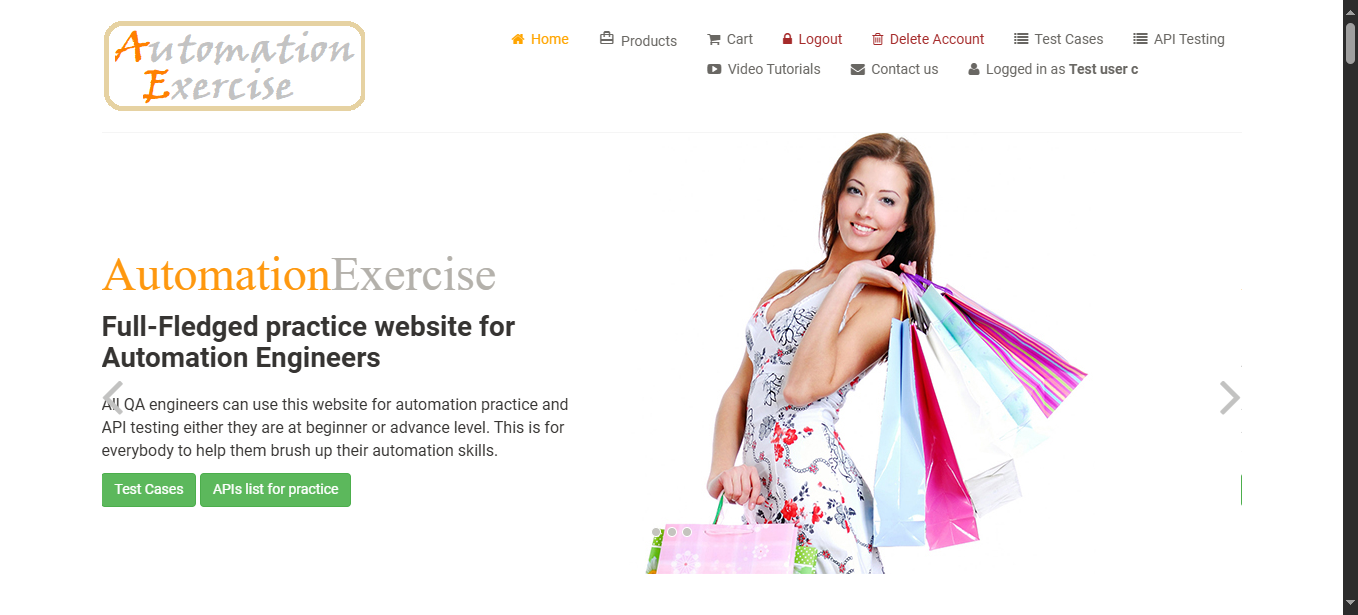 Automation
Exercise
Home Products Cart Logout Delete Account Test Cases API Testing
Video Tutorials Contact us Logged in as Test user c
AutomationExercise
Full-Fledged practice website for
Automation Engineers
All QA engineers can use this website for automation practice and
API testing either they are at beginner or advance level. This is for
everybody to help them brush up their automation skills.
Test Cases APIs list for practice